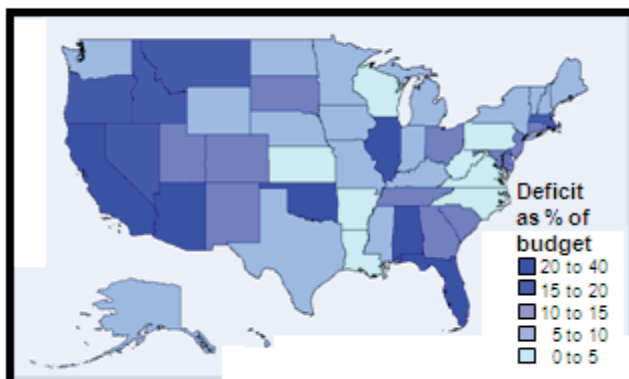 Deficit
as % of
budget
20 to 40
15 to 20
10 to 15
5 to 10
0 to 5